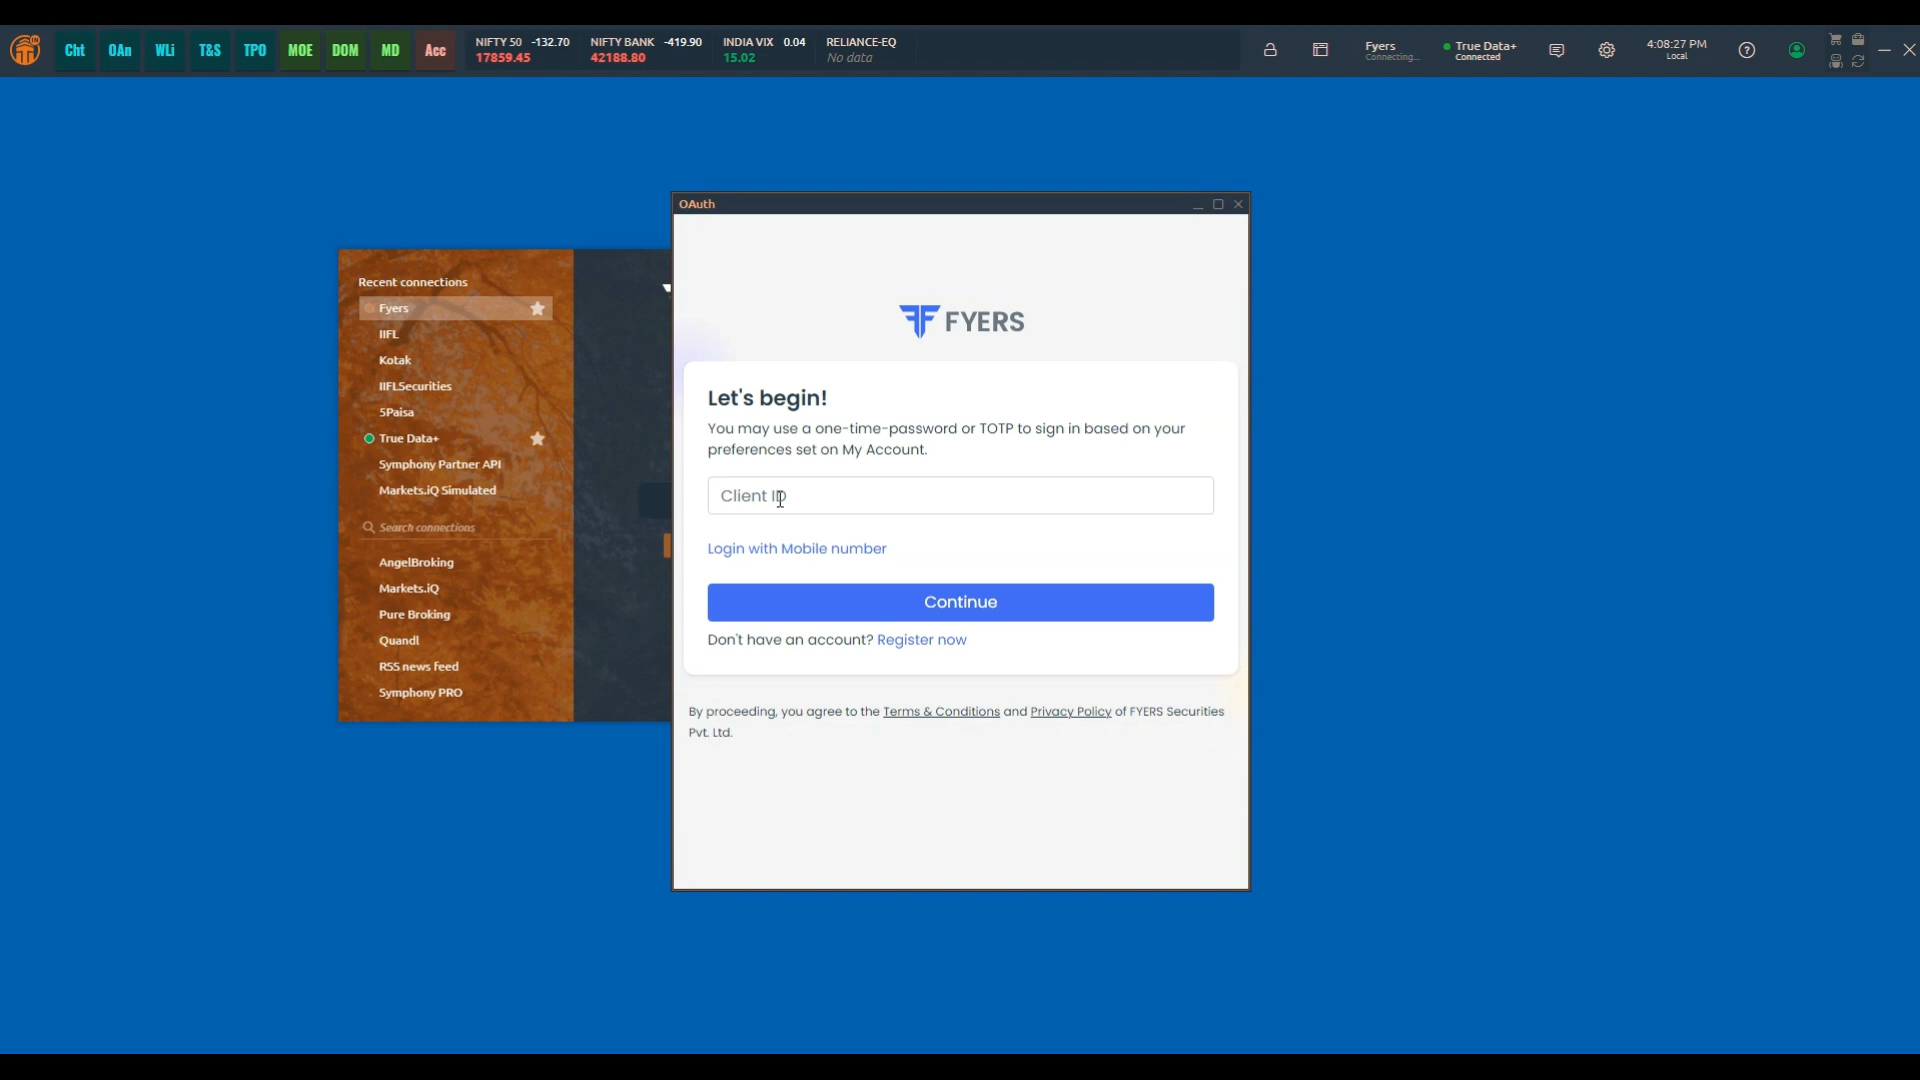 IN
Cht OAn WLi T&S TPO MOE DOM MD Acc
NIFTY 50 -132.70
17859.45
NIFTY BANK -419.90
42188.80
INDIA VIX 0.04
15.02
RELIANCE-EQ
No data
Fyers
Connecting...
True Data+
Connected
4:08:27 PM
Local
OAuth
Recent connections
Fyers
IIFL
Kotak
IIFLSecurities
5Paisa
True Data+
Symphony Partner API
Markets.iQ Simulated
Search connections
AngelBroking
Markets.iQ
Pure Broking
Quandl
RSS news feed
Symphony PRO
FYERS
Let's begin!
You may use a one-time-password or TOTP to sign in based on your
preferences set on My Account.
Client ID
Login with Mobile number
Continue
Don't have an account? Register now
By proceeding, you agree to the Terms & Conditions and Privacy Policy of FYERS Securities
Pvt. Ltd.